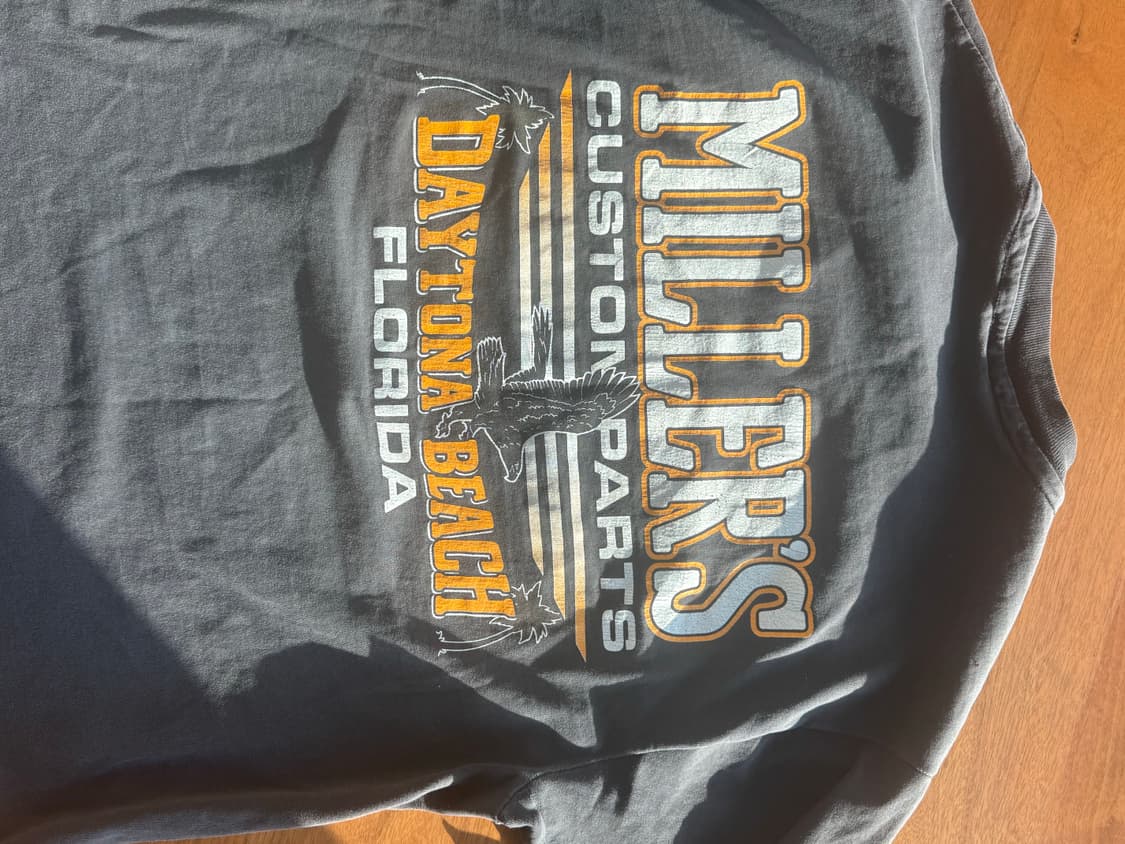 MILLER'S
CUSTOM PARTS
DAYTONA BEACH
FLORIDA